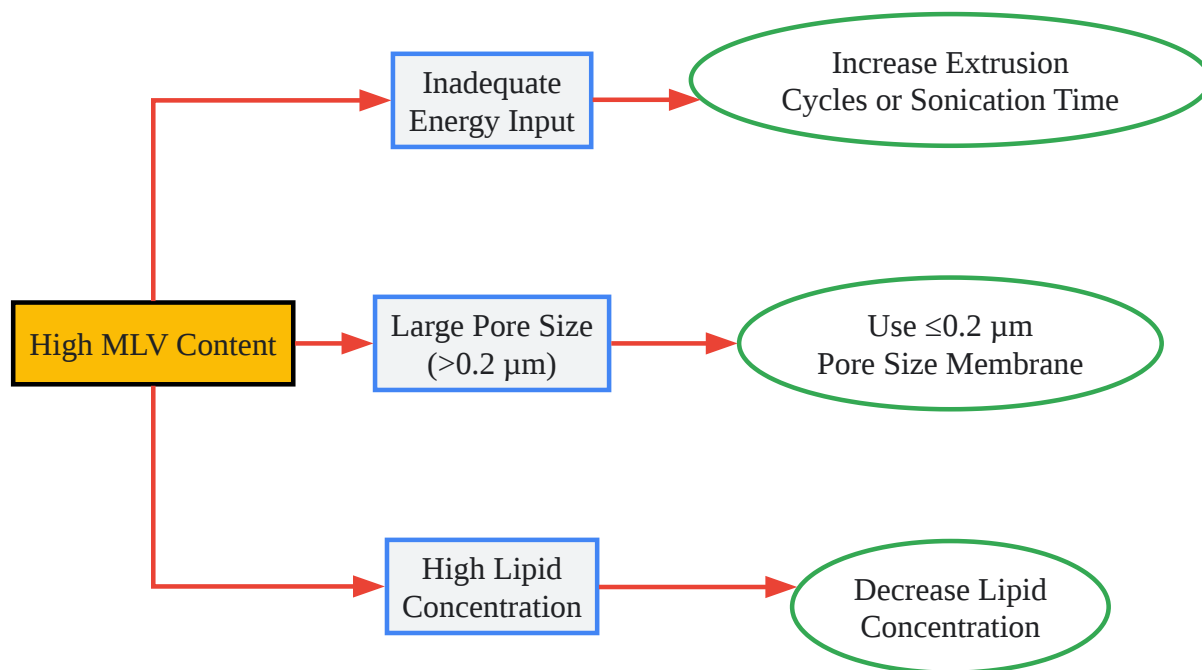 Inadequate
Energy Input
Increase Extrusion
Cycles or Sonication Time
High MLV Content
Large Pore Size
(>0.2 µm)
Use ≤0.2 µm
Pore Size Membrane
High Lipid
Concentration
Decrease Lipid
Concentration